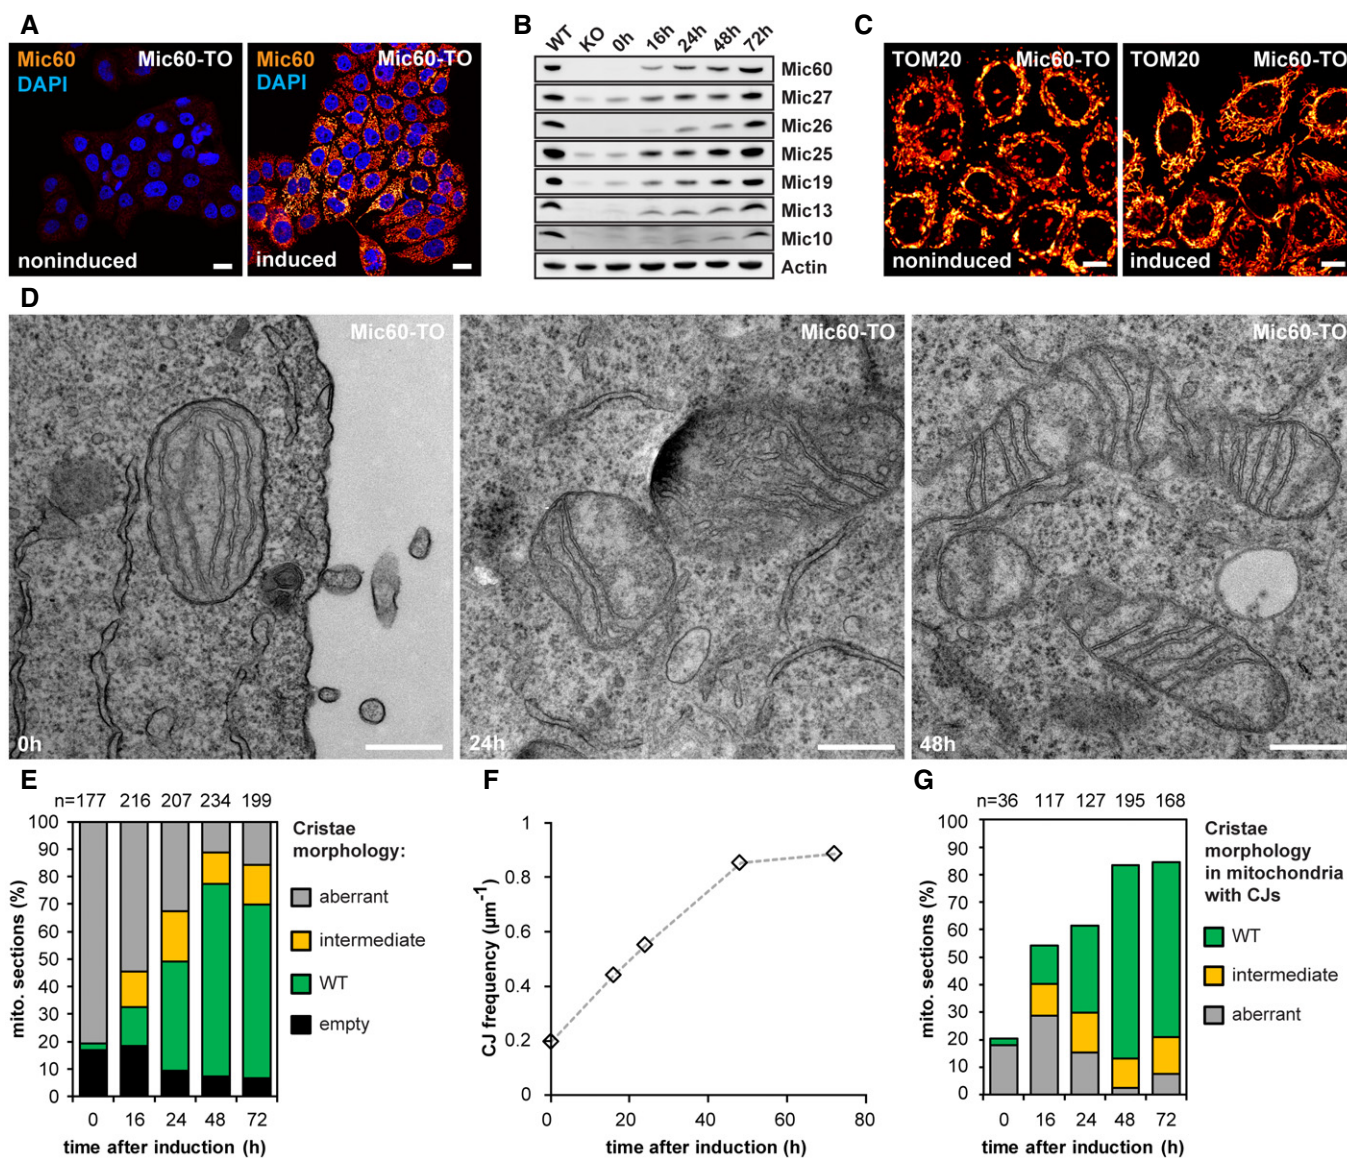 A
Mic60
DAPI
Mic60-TO
noninduced
Mic60
DAPI
Mic60-TO
induced
B
WT KO 0h 16h 24h 48h 72h
Mic60
Mic27
Mic26
Mic25
Mic19
Mic13
Mic10
Actin
C
TOM20 Mic60-TO
noninduced
TOM20 Mic60-TO
induced
D
Mic60-TO
0h
Mic60-TO
24h
Mic60-TO
48h
E
n=177 216 207 234 199
100
90
80
70
60
50
40
30
20
10
0
mito. sections (%)
0 16 24 48 72
time after induction (h)
Cristae
morphology:
aberrant
intermediate
WT
empty
F
1
0.8
0.6
0.4
0.2
0
CJ frequency (µm⁻¹)
0 20 40 60 80
time after induction (h)
G
n=36 117 127 195 168
100
90
80
70
60
50
40
30
20
10
0
mito. sections (%)
0 16 24 48 72
time after induction (h)
Cristae
morphology
in mitochondria
with CJs
WT
intermediate
aberrant